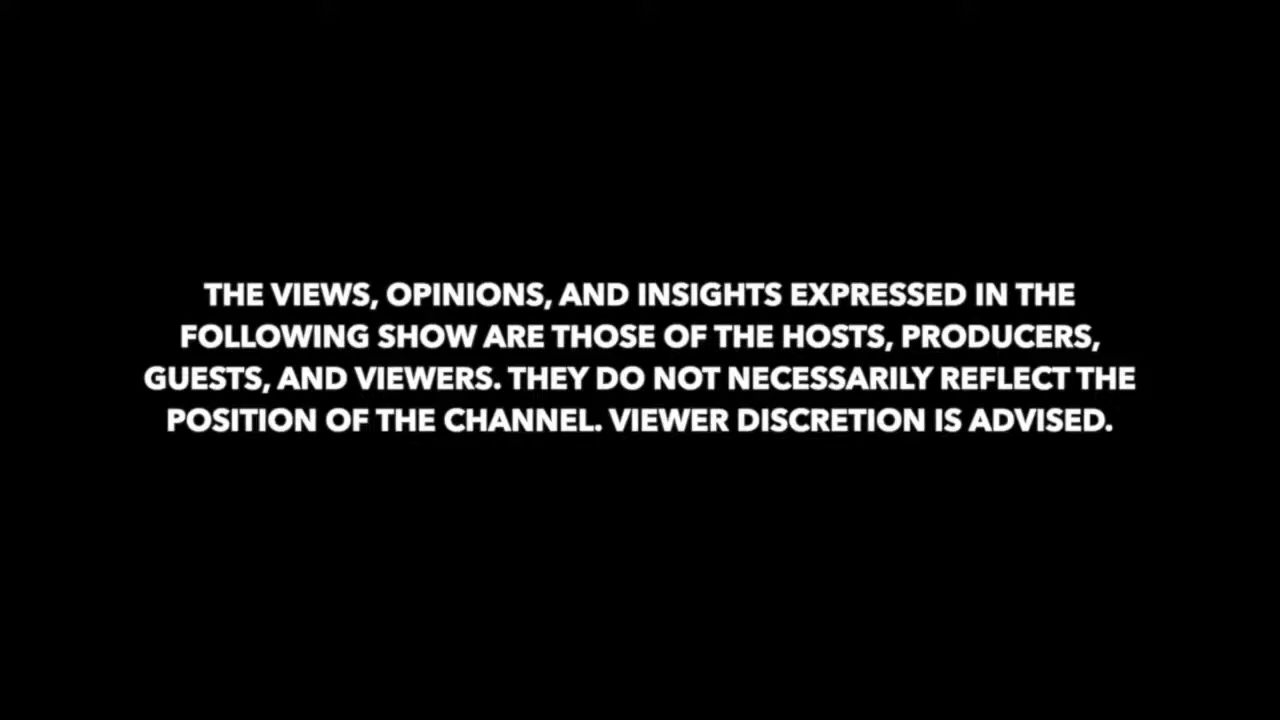 THE VIEWS, OPINIONS, AND INSIGHTS EXPRESSED IN THE
FOLLOWING SHOW ARE THOSE OF THE HOSTS, PRODUCERS,
GUESTS, AND VIEWERS. THEY DO NOT NECESSARILY REFLECT THE
POSITION OF THE CHANNEL. VIEWER DISCRETION IS ADVISED.